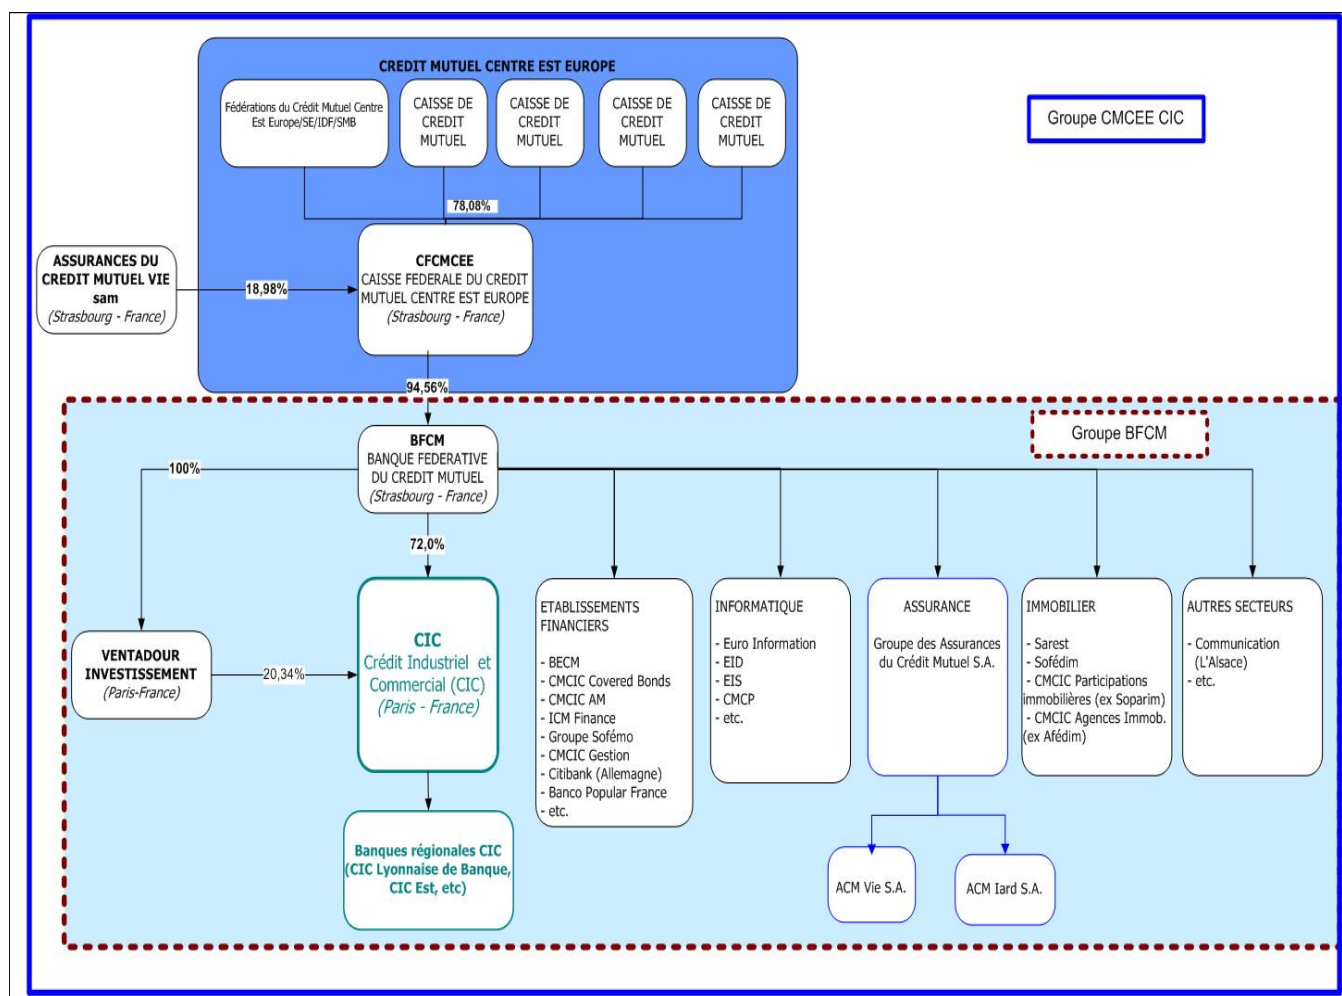 CREDIT MUTUEL CENTRE EST EUROPE
Groupe CMCEE CIC
Fédérations du Crédit Mutuel Centre
Est Europe/SE/IDF/SMB
CAISSE DE
CREDIT
MUTUEL
CAISSE DE
CREDIT
MUTUEL
CAISSE DE
CREDIT
MUTUEL
CAISSE DE
CREDIT
MUTUEL
78,08%
ASSURANCES DU
CREDIT MUTUEL VIE
sam
(Strasbourg - France)
18,98%
CFCMCEE
CAISSE FEDERALE DU CREDIT
MUTUEL CENTRE EST EUROPE
(Strasbourg - France)
94,56%
Groupe BFCM
BFCM
BANQUE FEDERATIVE
DU CREDIT MUTUEL
(Strasbourg - France)
100%
72,0%
VENTADOUR
INVESTISSEMENT
(Paris-France)
20,34%
CIC
Crédit Industriel et
Commercial (CIC)
(Paris - France)
ETABLISSEMENTS
FINANCIERS
- BECM
- CMCIC Covered Bonds
- CMCIC AM
- ICM Finance
- Groupe Sofémo
- CMCIC Gestion
- Citibank (Allemagne)
- Banco Popular France
- etc.
INFORMATIQUE
- Euro Information
- EID
- EIS
- CMCP
- etc.
ASSURANCE
Groupe des Assurances
du Crédit Mutuel S.A.
IMMOBILIER
- Sarest
- Sofédim
- CMCIC Participations
immobilières (ex Soparim)
- CMCIC Agences Immob.
(ex Afédim)
AUTRES SECTEURS
- Communication
(L'Alsace)
- etc.
Banques régionales CIC
(CIC Lyonnaise de Banque,
CIC Est, etc)
ACM Vie S.A.
ACM Iard S.A.